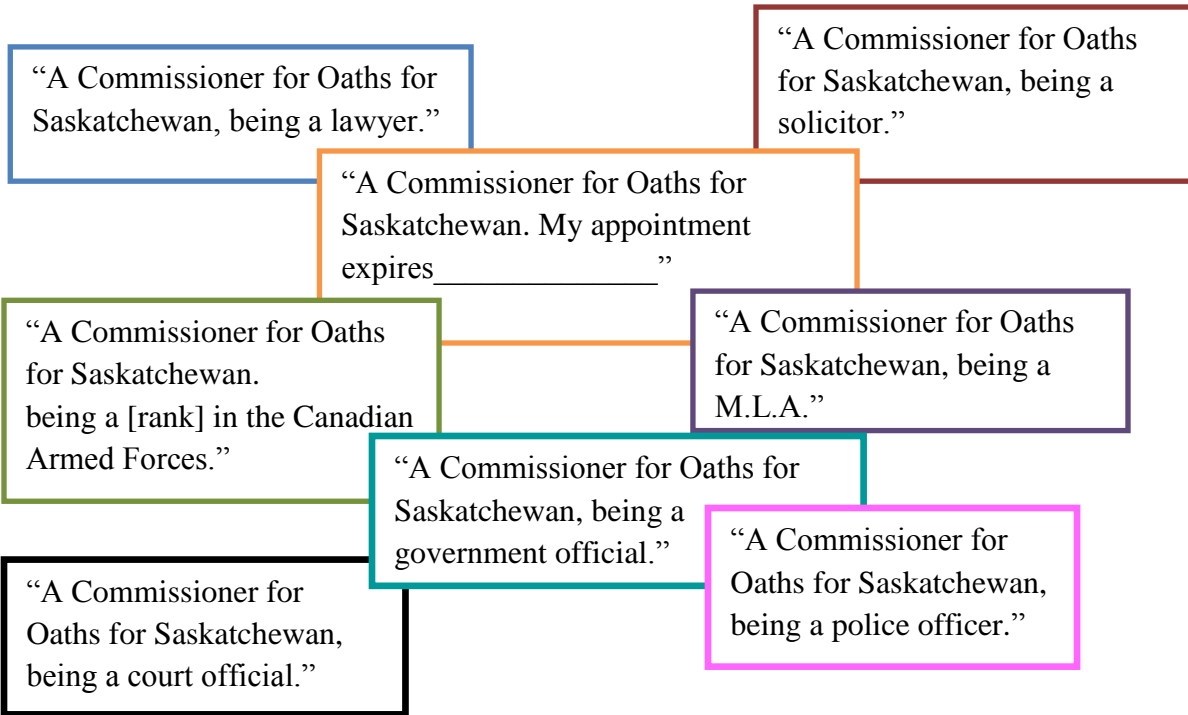 “A Commissioner for Oaths for
Saskatchewan, being a lawyer.”
“A Commissioner for Oaths
for Saskatchewan, being a
solicitor.”
“A Commissioner for Oaths for
Saskatchewan. My appointment
expires______________”
“A Commissioner for Oaths
for Saskatchewan.
being a [rank] in the Canadian
Armed Forces.”
“A Commissioner for Oaths
for Saskatchewan, being a
M.L.A.”
“A Commissioner for Oaths for
Saskatchewan, being a
government official.”
“A Commissioner for
Oaths for Saskatchewan,
being a police officer.”
“A Commissioner for
Oaths for Saskatchewan,
being a court official.”